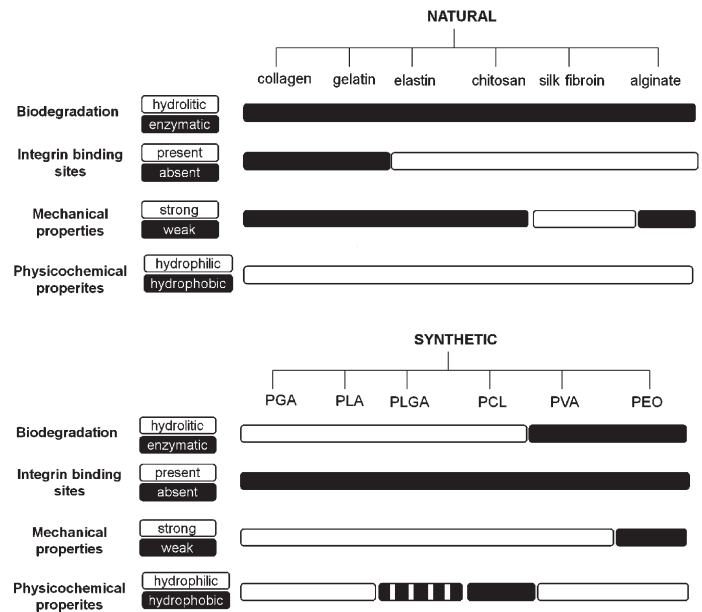 NATURAL
collagen gelatin elastin chitosan silk fibroin alginate
Biodegradation
hydrolitic
enzymatic
Integrin binding
sites
present
absent
Mechanical
properties
strong
weak
Physicochemical
properites
hydrophilic
hydrophobic
SYNTHETIC
PGA PLA PLGA PCL PVA PEO
Biodegradation
hydrolitic
enzymatic
Integrin binding
sites
present
absent
Mechanical
properties
strong
weak
Physicochemical
properites
hydrophilic
hydrophobic